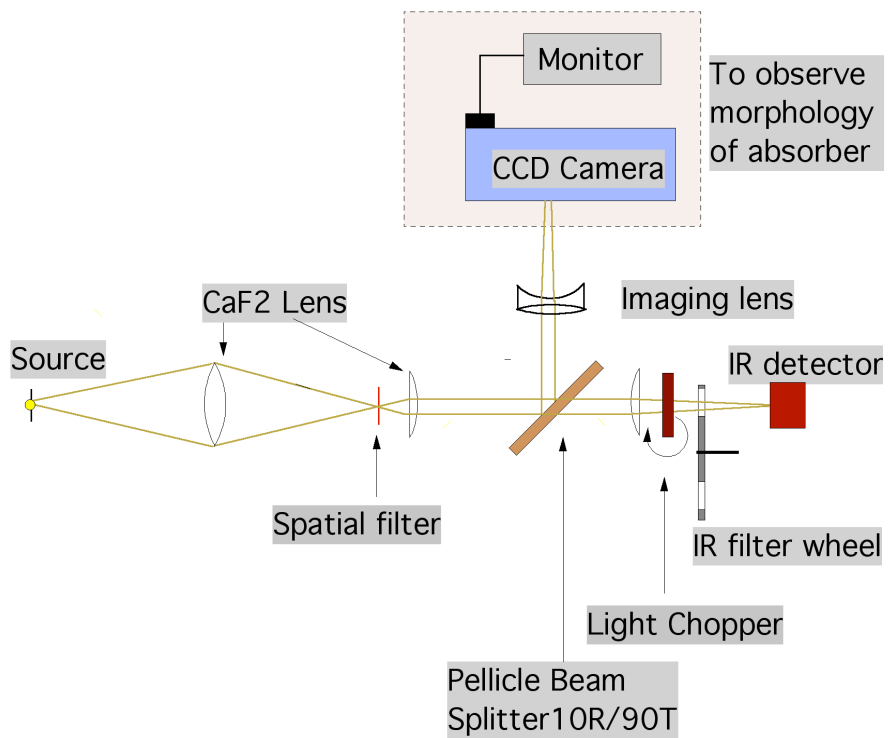 Monitor
To observe
morphology
of absorber
CCD Camera
CaF2 Lens
Imaging lens
Source
IR detector
Spatial filter
IR filter wheel
Light Chopper
Pellicle Beam
Splitter10R/90T